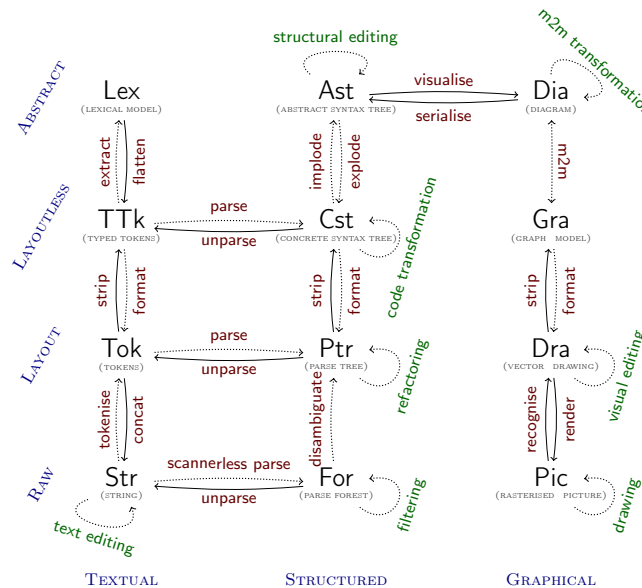 structural editing
m2m transformation
ABSTRACT
Lex
(LEXICAL MODEL)
Ast
(ABSTRACT SYNTAX TREE)
visualise
serialise
Dia
(DIAGRAM)
extract
flatten
implode
explode
m2m
LAYOUTLESS
TTk
(TYPED TOKENS)
parse
unparse
Cst
(CONCRETE SYNTAX TREE)
code transformation
Gra
(GRAPH MODEL)
strip
format
strip
format
strip
format
LAYOUT
Tok
(TOKENS)
parse
unparse
Ptr
(PARSE TREE)
refactoring
Dra
(VECTOR DRAWING)
visual editing
tokenise
concat
disambiguate
recognise
render
RAW
Str
(STRING)
scannerless parse
unparse
For
(PARSE FOREST)
filtering
Pic
(RASTERISED PICTURE)
drawing
text editing
TEXTUAL
STRUCTURED
GRAPHICAL